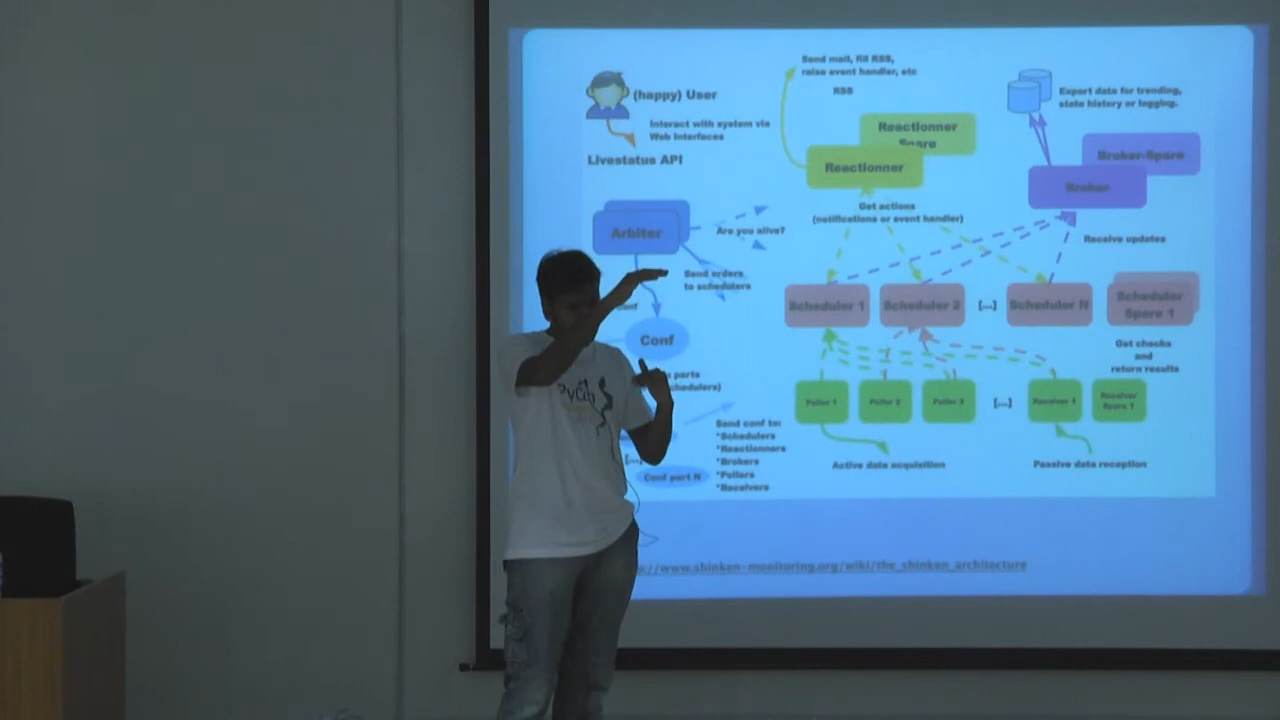 Send mail, fill RSS,
raise event handler, etc
RSS
(happy) User
Interact with system via
Web Interfaces
Livestatus API
Export data for trending,
state history or logging.
Reactionner
Spare
Reactionner
Broker-Spare
Broker
Get actions
(notifications or event handler)
Arbiter
Are you alive?
Receive updates
Send orders
to schedulers
Scheduler 1
Scheduler 2
[...]
Scheduler N
Scheduler
Spare 1
Conf
Get checks
and
return results
parts
Poller 1
Poller 2
Poller 3
[...]
Receiver 1
Receiver
Spare 1
Send conf to:
*Schedulers
*Reactionners
*Brokers
*Pollers
*Receivers
Active data acquisition
Passive data reception
Conf part N
//www.shinken-monitoring.org/wiki/the_shinken_architecture